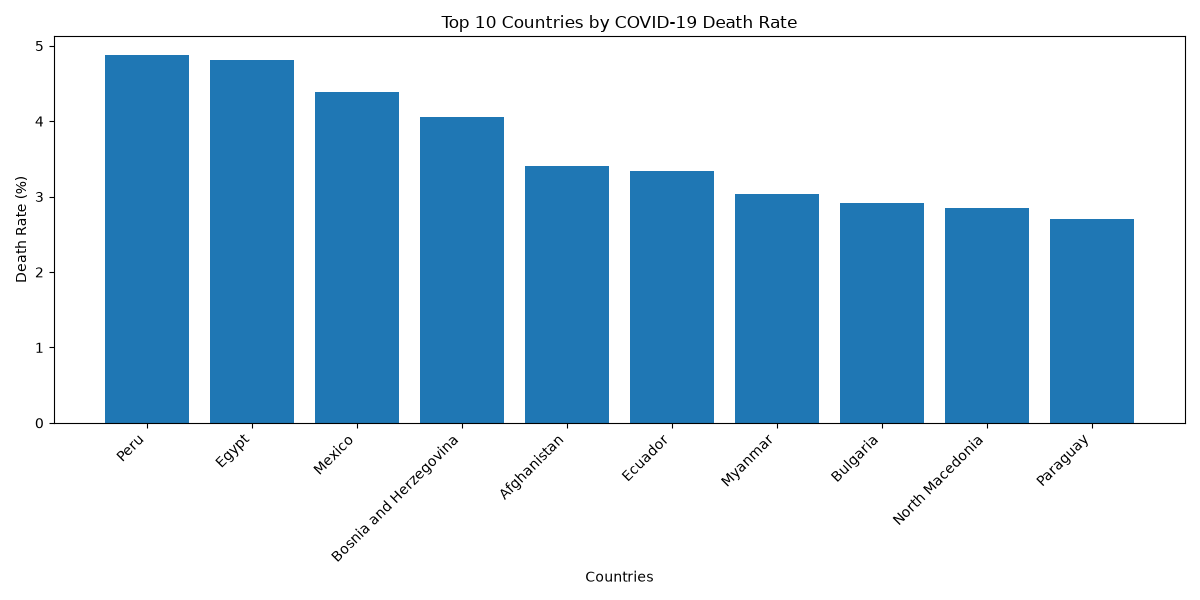 Top 10 Countries by COVID-19 Death Rate
5
4
3
2
1
0
Death Rate (%)
Peru
Egypt
Mexico
Bosnia and Herzegovina
Afghanistan
Ecuador
Myanmar
Bulgaria
North Macedonia
Paraguay
Countries